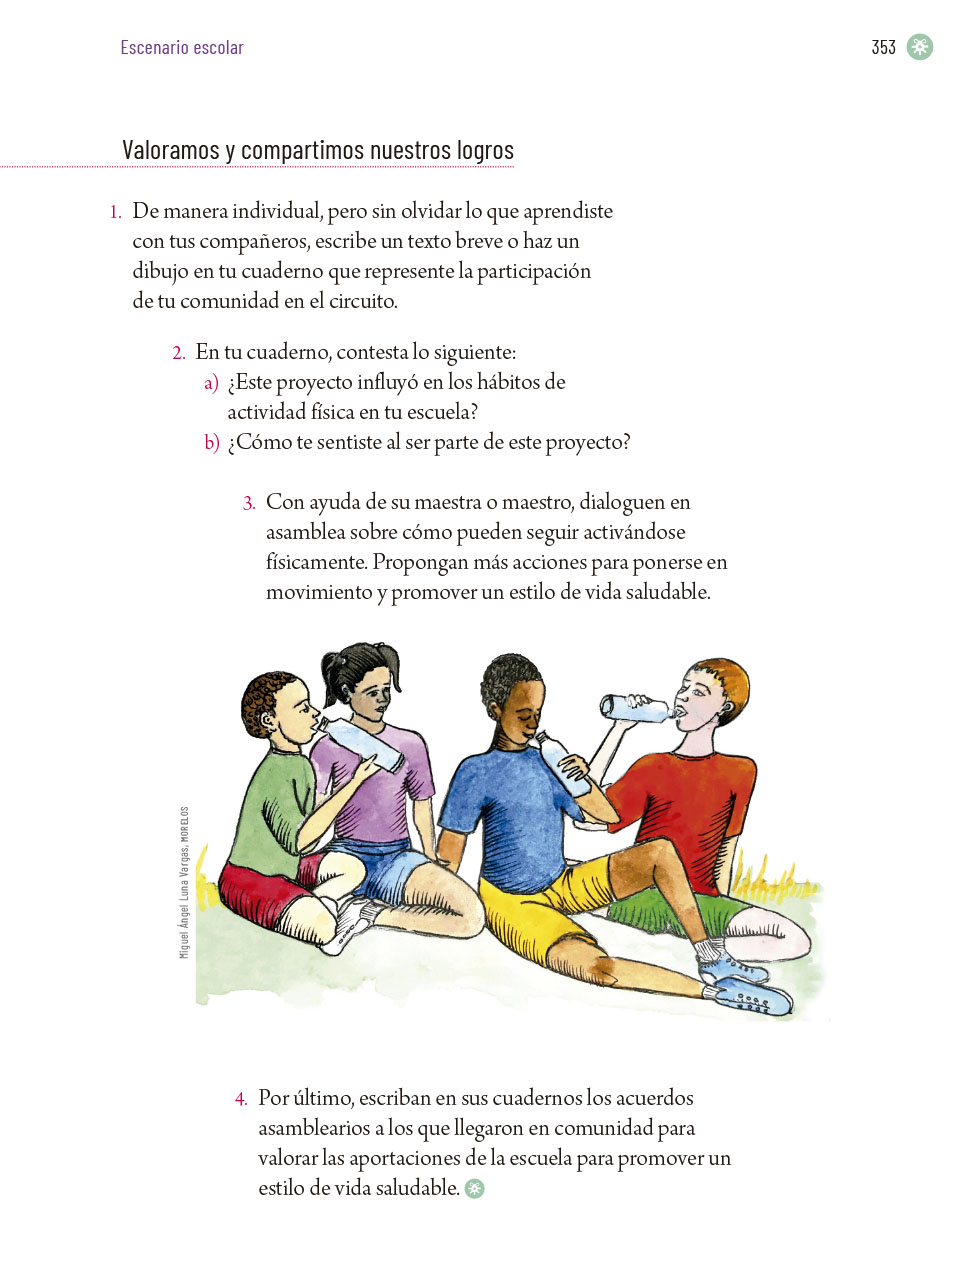 Escenario escolar
353
Valoramos y compartimos nuestros logros
1. De manera individual, pero sin olvidar lo que aprendiste
con tus compañeros, escribe un texto breve o haz un
dibujo en tu cuaderno que represente la participación
de tu comunidad en el circuito.
2. En tu cuaderno, contesta lo siguiente:
a) ¿Este proyecto influyó en los hábitos de
actividad física en tu escuela?
b) ¿Cómo te sentiste al ser parte de este proyecto?
3. Con ayuda de su maestra o maestro, dialoguen en
asamblea sobre cómo pueden seguir activándose
físicamente. Propongan más acciones para ponerse en
movimiento y promover un estilo de vida saludable.
Miguel Ángel Luna Vargas, MORELOS
4. Por último, escriban en sus cuadernos los acuerdos
asamblearios a los que llegaron en comunidad para
valorar las aportaciones de la escuela para promover un
estilo de vida saludable.